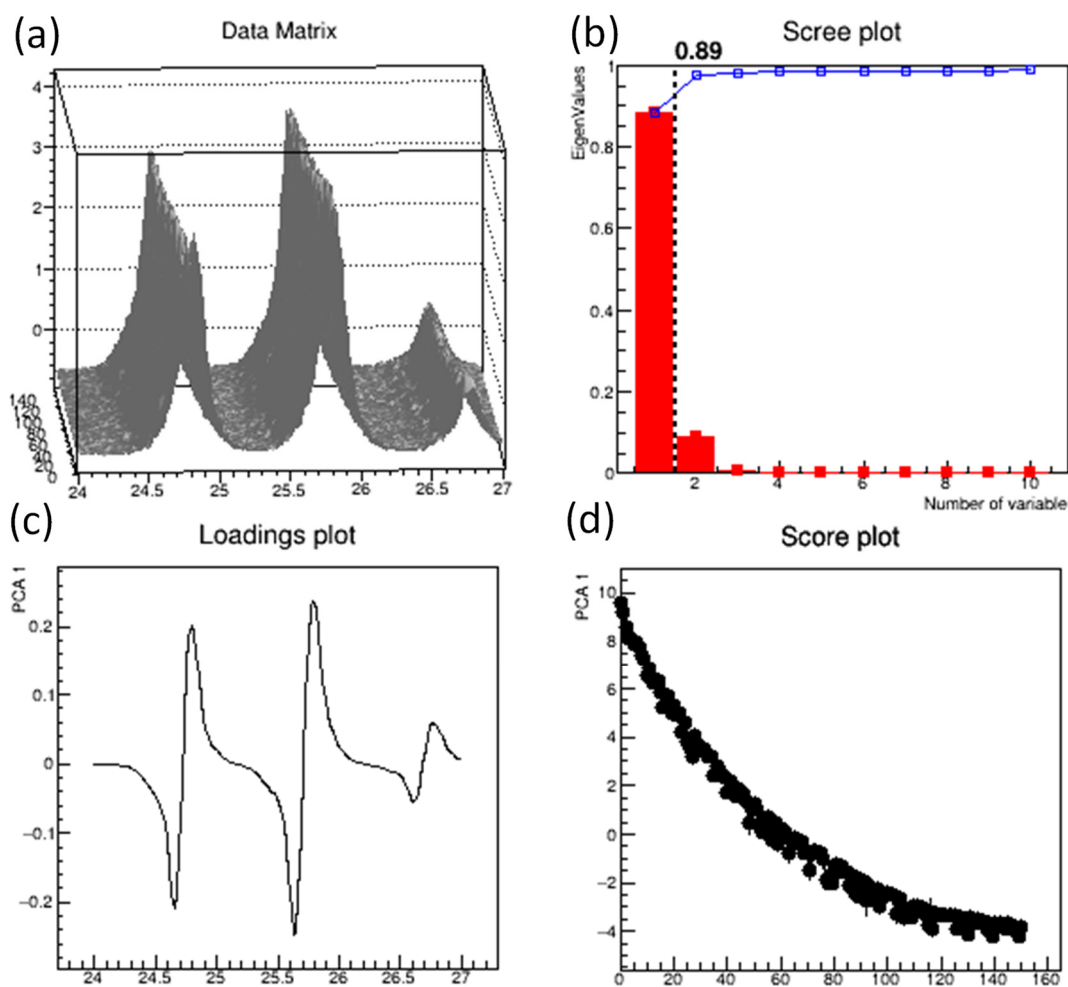 (a)
Data Matrix
4
3
2
1
0
140
120
100
80
60
40
20
0
24 24.5 25 25.5 26 26.5 27
(b)
Scree plot
0.89
EigenValues
1
0.8
0.6
0.4
0.2
0
2 4 6 8 10
Number of variable
(c)
Loadings plot
PCA 1
0.2
0.1
0
−0.1
−0.2
24 24.5 25 25.5 26 26.5 27
(d)
Score plot
PCA 1
10
8
6
4
2
0
−2
−4
0 20 40 60 80 100 120 140 160